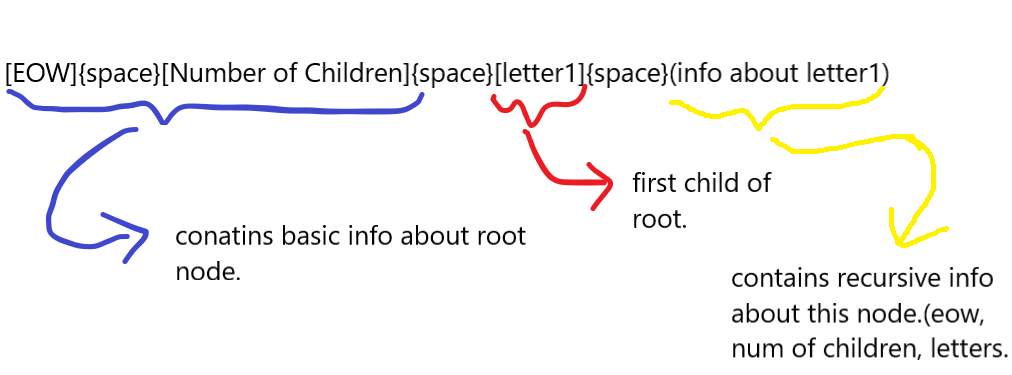 [EOW]{space}[Number of Children]{space}[letter1]{space}(info about letter1)
first child of
root.
conatins basic info about root
node.
contains recursive info
about this node.(eow,
num of children, letters.